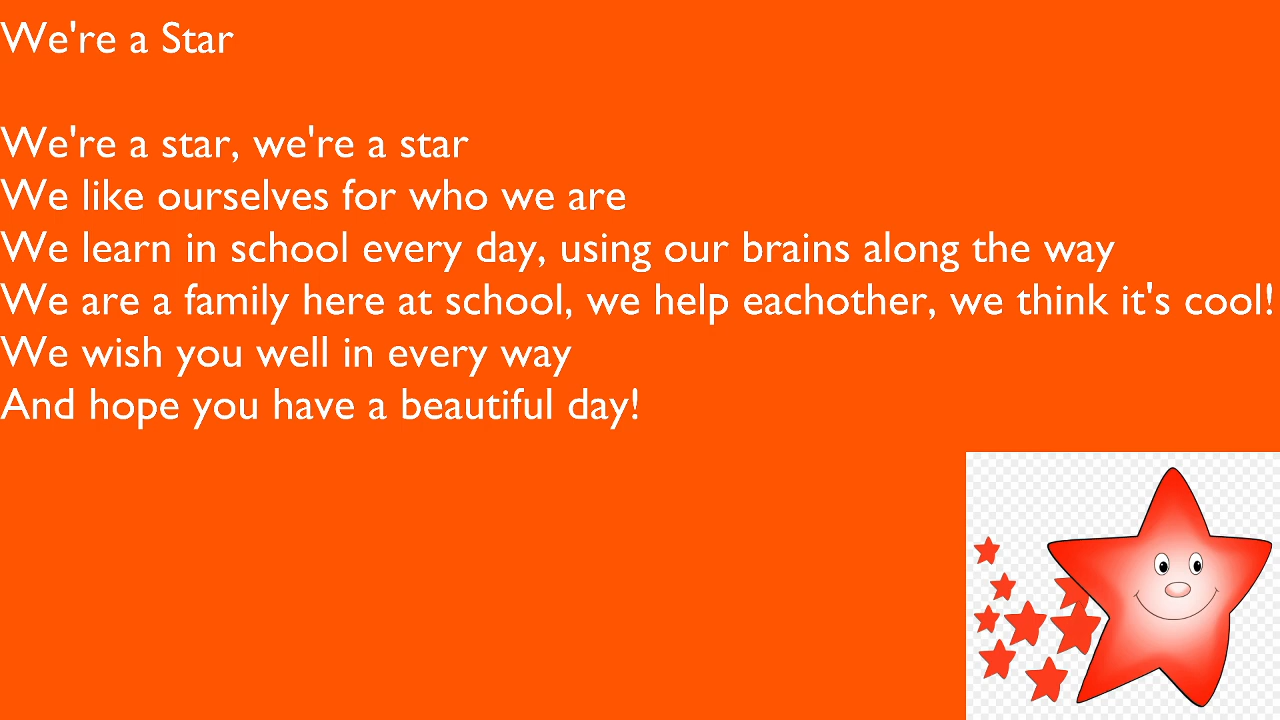 We're a Star
We're a star, we're a star
We like ourselves for who we are
We learn in school every day, using our brains along the way
We are a family here at school, we help eachother, we think it's cool!
We wish you well in every way
And hope you have a beautiful day!